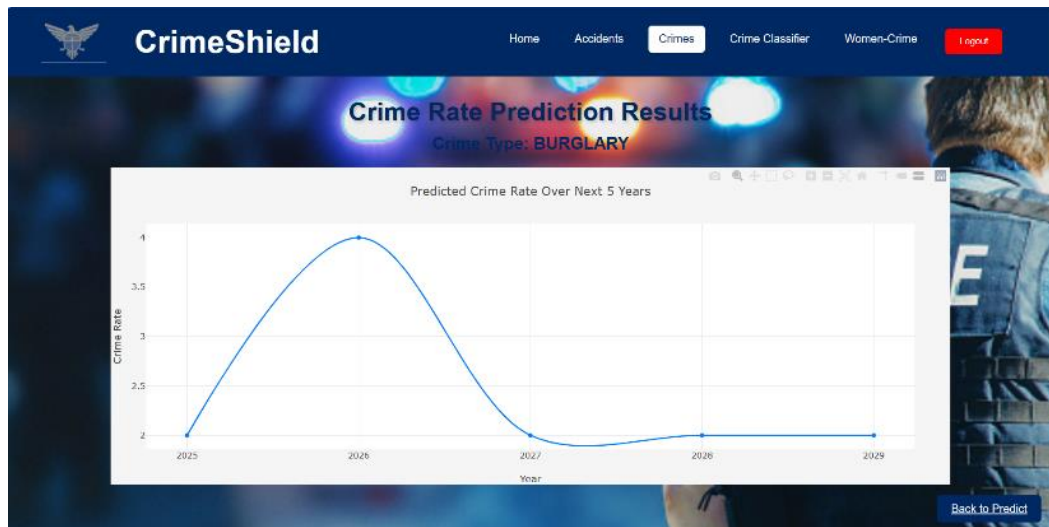 CrimeShield
Home
Accidents
Crimes
Crime Classifier
Women-Crime
Logout
Crime Rate Prediction Results
Crime Type: BURGLARY
Predicted Crime Rate Over Next 5 Years
4
3.5
3
2.5
2
Crime Rate
2025
2026
2027
2028
2029
Year
E
Back to Predict